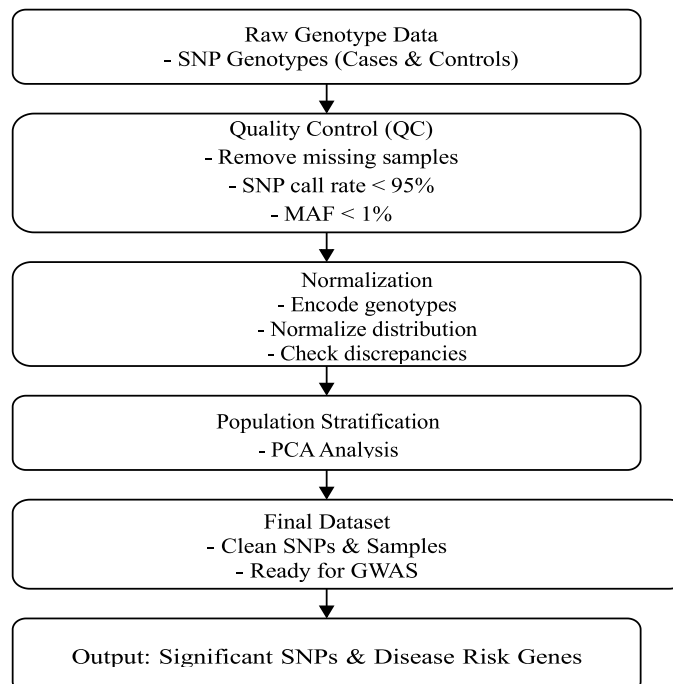 Raw Genotype Data
- SNP Genotypes (Cases & Controls)
Quality Control (QC)
- Remove missing samples
- SNP call rate < 95%
- MAF < 1%
Normalization
- Encode genotypes
- Normalize distribution
- Check discrepancies
Population Stratification
- PCA Analysis
Final Dataset
- Clean SNPs & Samples
- Ready for GWAS
Output: Significant SNPs & Disease Risk Genes